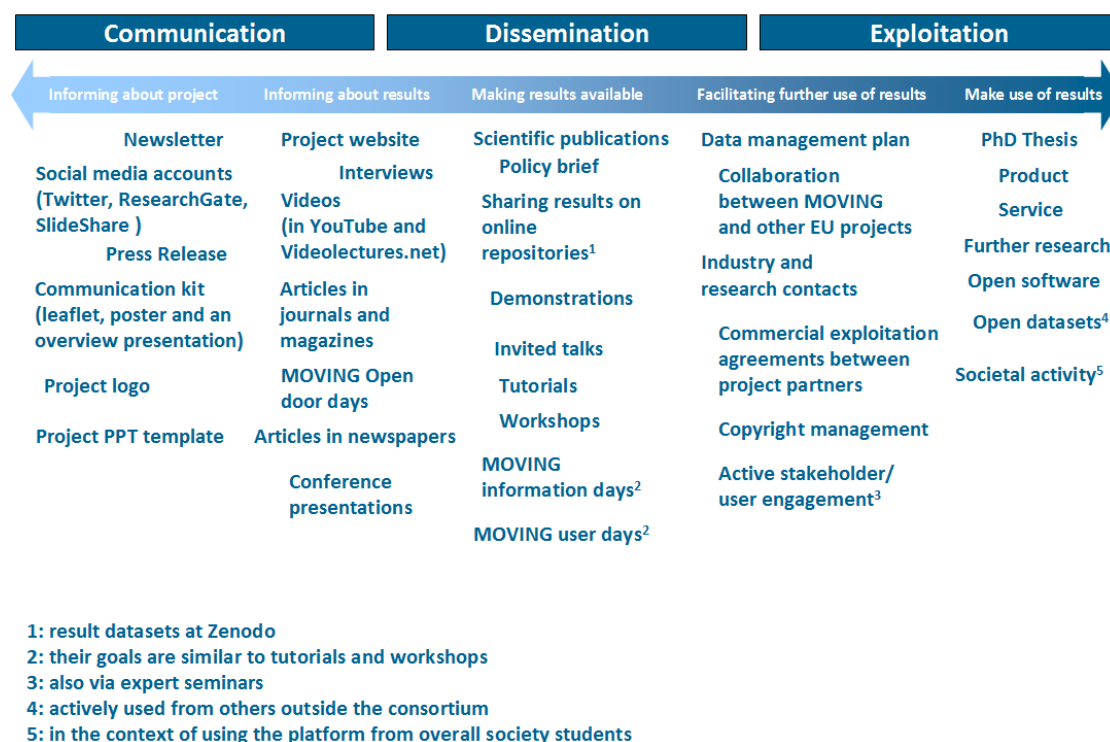 Communication
Dissemination
Exploitation
Informing about project
Informing about results
Making results available
Facilitating further use of results
Make use of results
Newsletter
Social media accounts
(Twitter, ResearchGate,
SlideShare )
Press Release
Communication kit
(leaflet, poster and an
overview presentation)
Project logo
Project PPT template
Project website
Interviews
Videos
(in YouTube and
Videolectures.net)
Articles in
journals and
magazines
MOVING Open
door days
Articles in newspapers
Conference
presentations
Scientific publications
Policy brief
Sharing results on
online
repositories¹
Demonstrations
Invited talks
Tutorials
Workshops
MOVING
information days²
MOVING user days²
Data management plan
Collaboration
between MOVING
and other EU projects
Industry and
research contacts
Commercial exploitation
agreements between
project partners
Copyright management
Active stakeholder/
user engagement³
PhD Thesis
Product
Service
Further research
Open software
Open datasets⁴
Societal activity⁵
1: result datasets at Zenodo
2: their goals are similar to tutorials and workshops
3: also via expert seminars
4: actively used from others outside the consortium
5: in the context of using the platform from overall society students